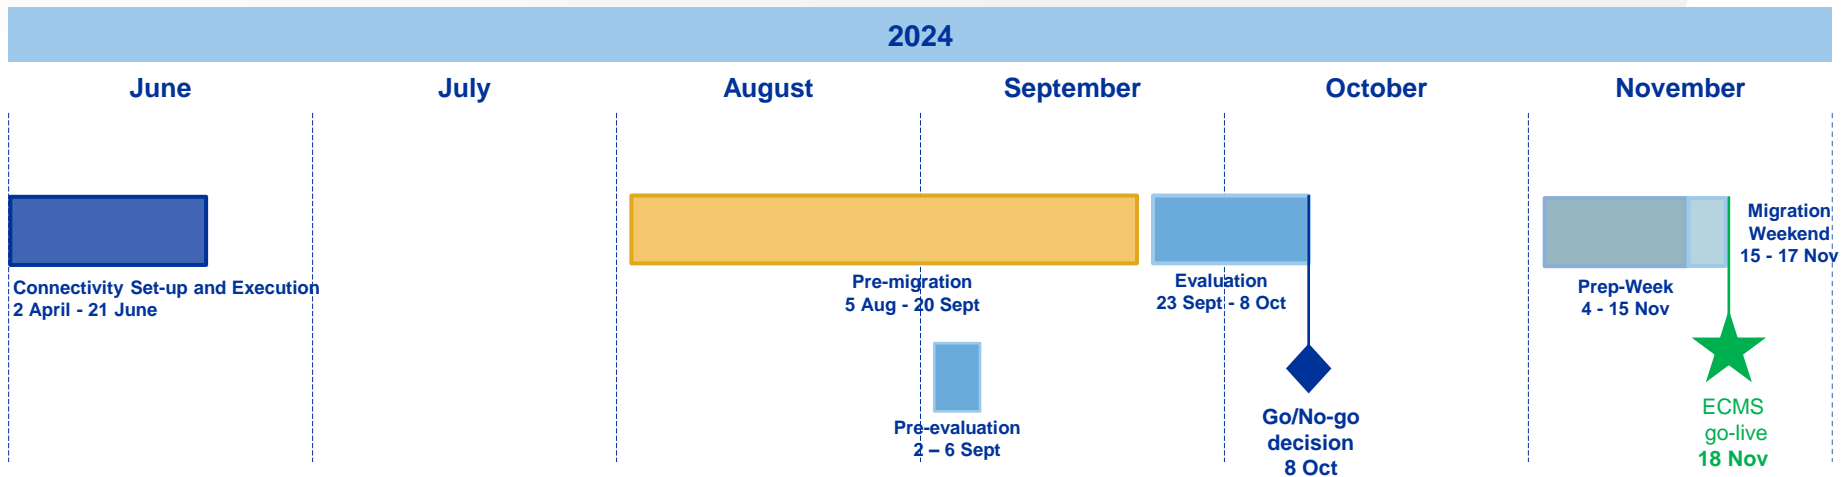 2024
June
July
August
September
October
November
Connectivity Set-up and Execution
2 April - 21 June
Pre-migration
5 Aug - 20 Sept
Evaluation
23 Sept - 8 Oct
Prep-Week
4 - 15 Nov
Migration
Weekend
15 - 17 Nov
Pre-evaluation
2 – 6 Sept
Go/No-go
decision
8 Oct
ECMS
go-live
18 Nov